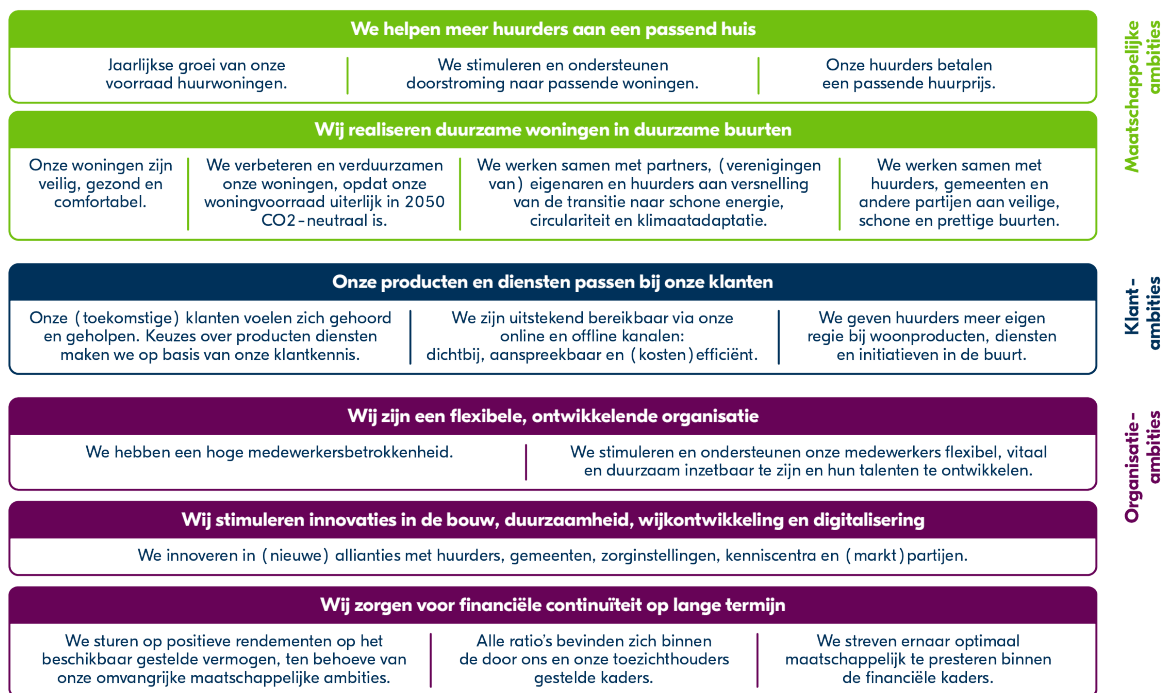 We helpen meer huurders aan een passend huis
Jaarlijkse groei van onze
voorraad huurwoningen.
We stimuleren en ondersteunen
doorstroming naar passende woningen.
Onze huurders betalen
een passende huurprijs.
Wij realiseren duurzame woningen in duurzame buurten
Onze woningen zijn
veilig, gezond en
comfortabel.
We verbeteren en verduurzamen
onze woningen, opdat onze
woningvoorraad uiterlijk in 2050
CO2-neutraal is.
We werken samen met partners, (verenigingen
van) eigenaren en huurders aan versnelling
van de transitie naar schone energie,
circulariteit en klimaatadaptatie.
We werken samen met
huurders, gemeenten en
andere partijen aan veilige,
schone en prettige buurten.
Maatschappelijke
ambities
Onze producten en diensten passen bij onze klanten
Onze (toekomstige) klanten voelen zich gehoord
en geholpen. Keuzes over producten diensten
maken we op basis van onze klantkennis.
We zijn uitstekend bereikbaar via onze
online en offline kanalen:
dichtbij, aanspreekbaar en (kosten)efficiënt.
We geven huurders meer eigen
regie bij woonproducten, diensten
en initiatieven in de buurt.
Klant-
ambities
Wij zijn een flexibele, ontwikkelende organisatie
We hebben een hoge medewerkersbetrokkenheid.
We stimuleren en ondersteunen onze medewerkers flexibel, vitaal
en duurzaam inzetbaar te zijn en hun talenten te ontwikkelen.
Wij stimuleren innovaties in de bouw, duurzaamheid, wijkontwikkeling en digitalisering
We innoveren in (nieuwe) allianties met huurders, gemeenten, zorginstellingen, kenniscentra en (markt)partijen.
Wij zorgen voor financiële continuïteit op lange termijn
We sturen op positieve rendementen op het
beschikbaar gestelde vermogen, ten behoeve van
onze omvangrijke maatschappelijke ambities.
Alle ratio's bevinden zich binnen
de door ons en onze toezichthouders
gestelde kaders.
We streven ernaar optimaal
maatschappelijk te presteren binnen
de financiële kaders.
Organisatie-
ambities